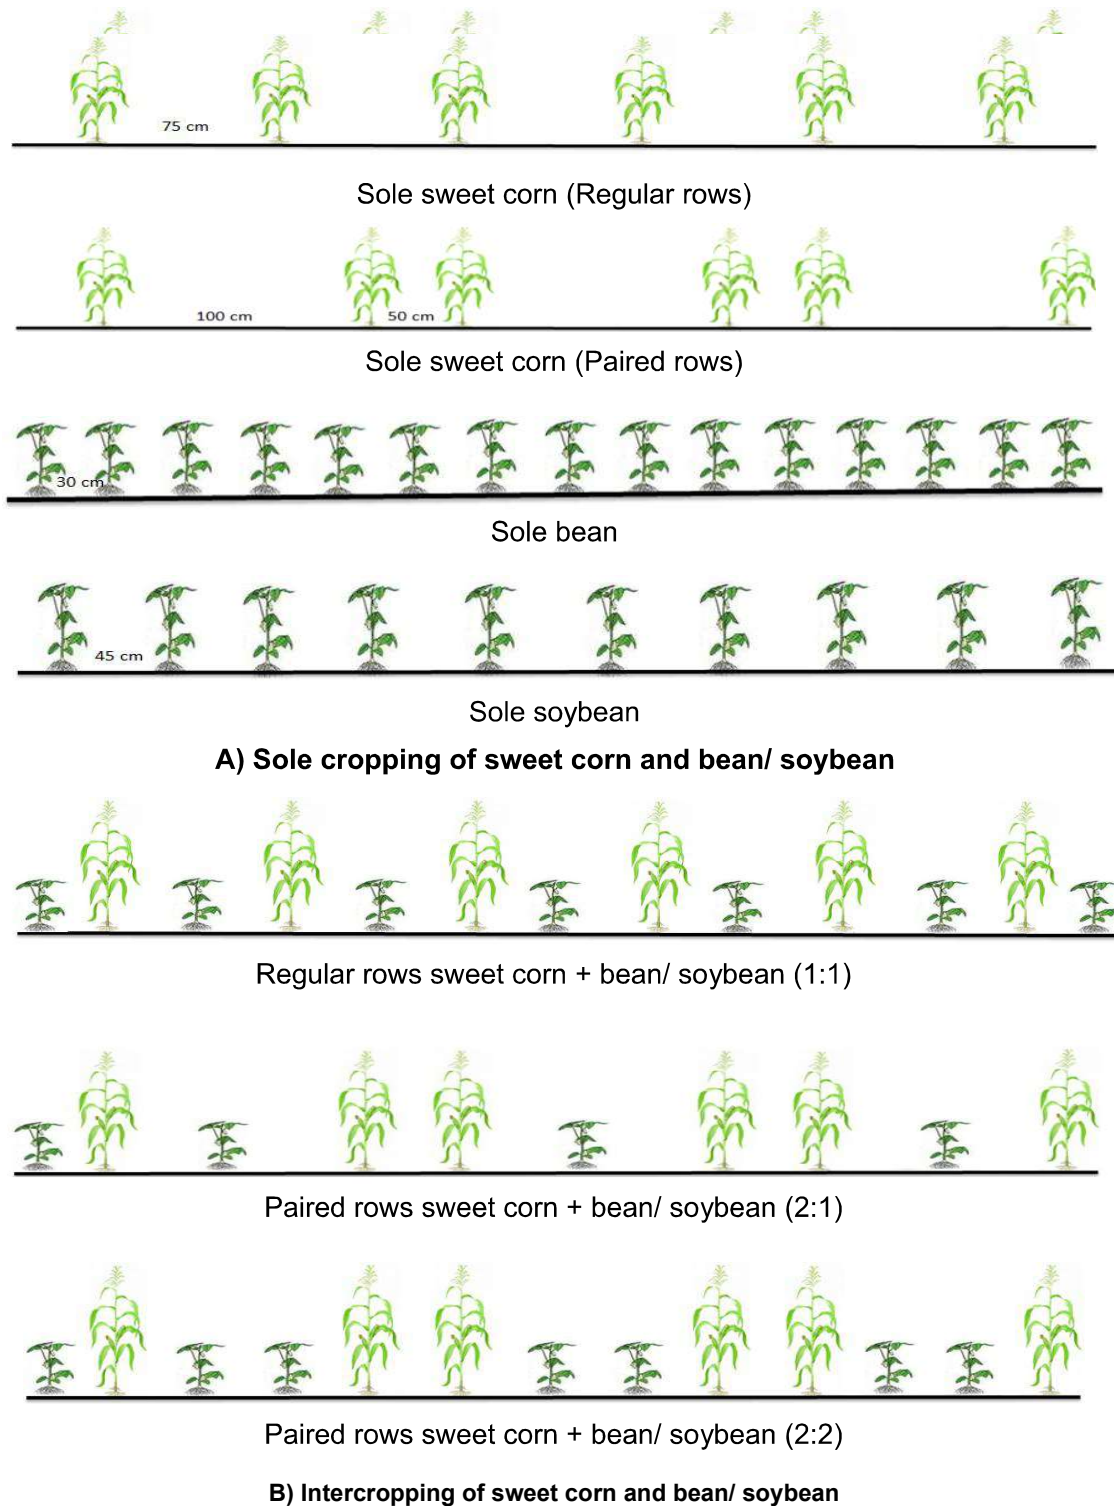 75 cm
Sole sweet corn (Regular rows)
100 cm
50 cm
Sole sweet corn (Paired rows)
30 cm
Sole bean
45 cm
Sole soybean
A) Sole cropping of sweet corn and bean/ soybean
Regular rows sweet corn + bean/ soybean (1:1)
Paired rows sweet corn + bean/ soybean (2:1)
Paired rows sweet corn + bean/ soybean (2:2)
B) Intercropping of sweet corn and bean/ soybean